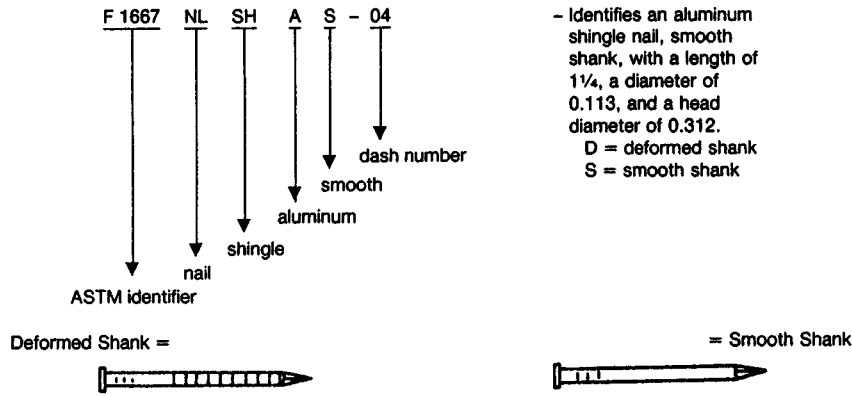 F 1667 NL SH A S – 04
dash number
smooth
aluminum
shingle
nail
ASTM identifier
– Identifies an aluminum
shingle nail, smooth
shank, with a length of
1¼, a diameter of
0.113, and a head
diameter of 0.312.
D = deformed shank
S = smooth shank
Deformed Shank =
= Smooth Shank